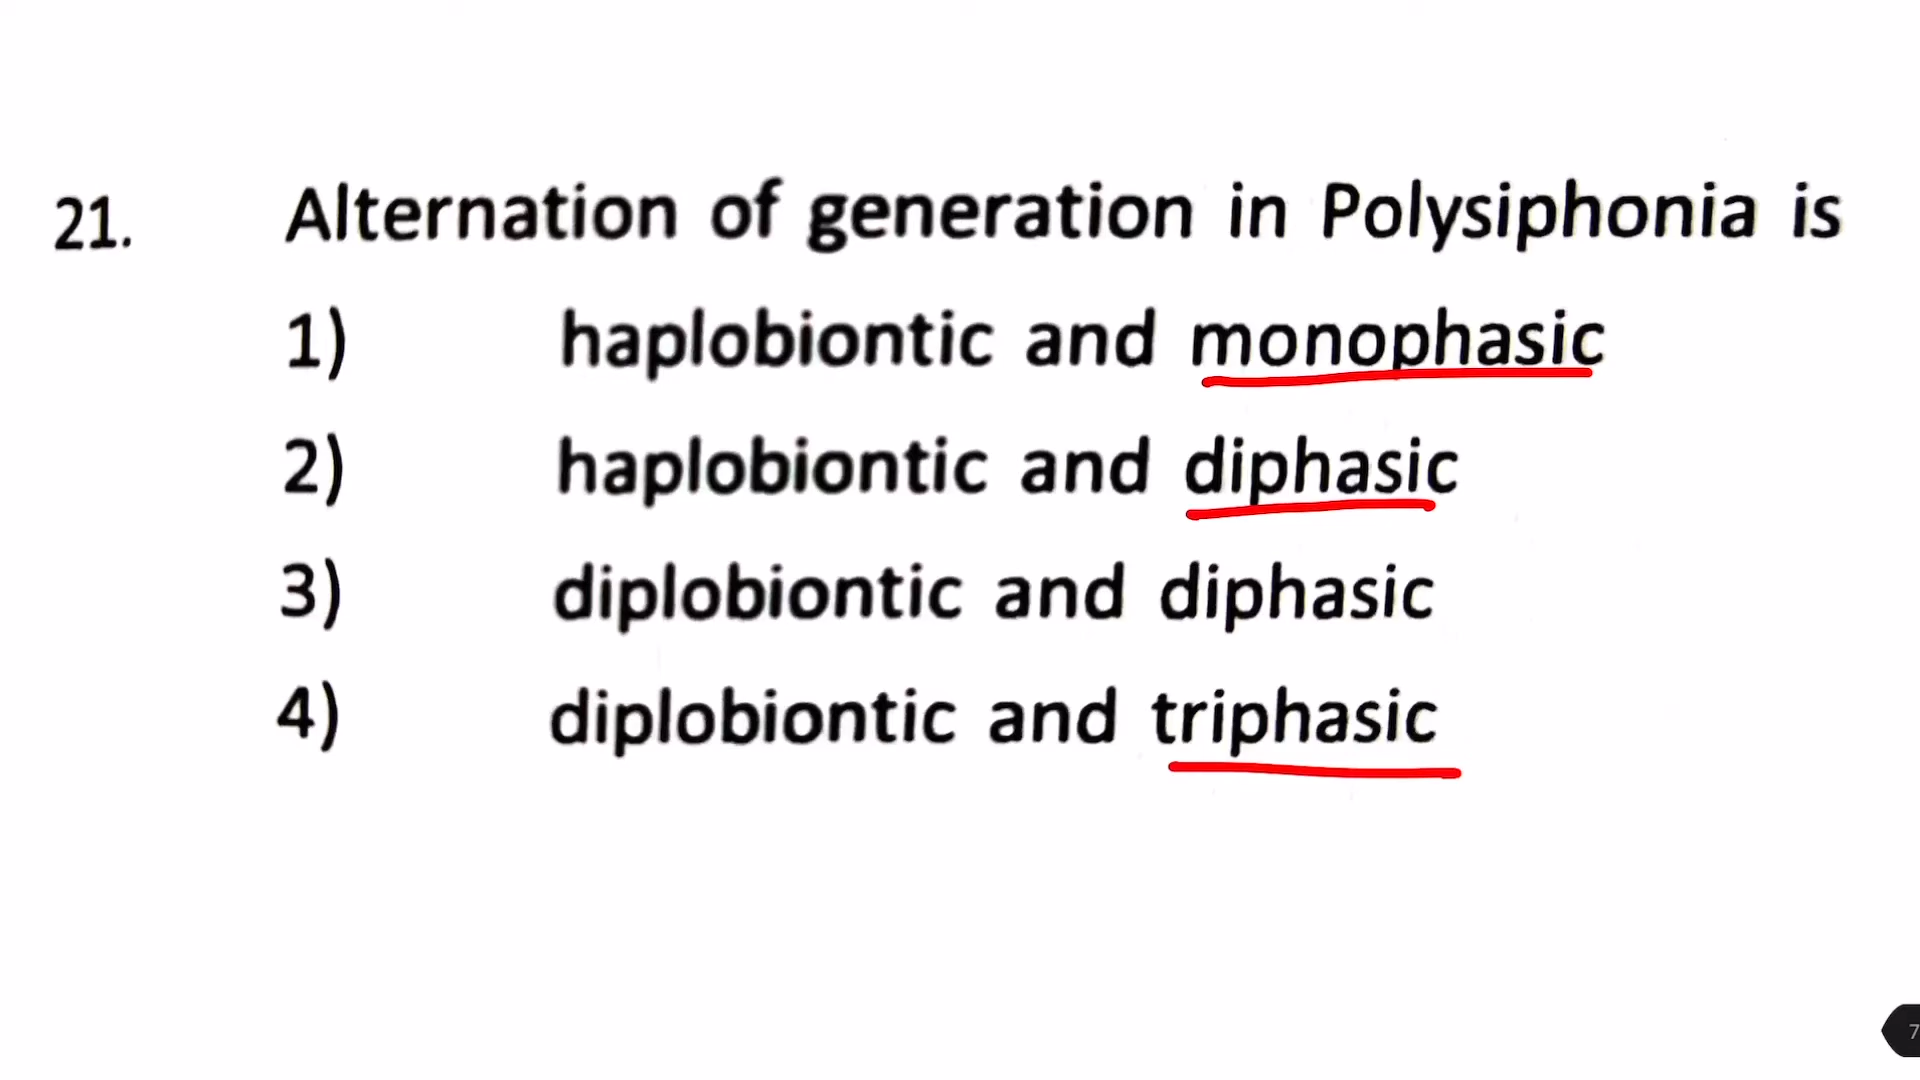 21. Alternation of generation in Polysiphonia is
1) haplobiontic and monophasic
2) haplobiontic and diphasic
3) diplobiontic and diphasic
4) diplobiontic and triphasic
7